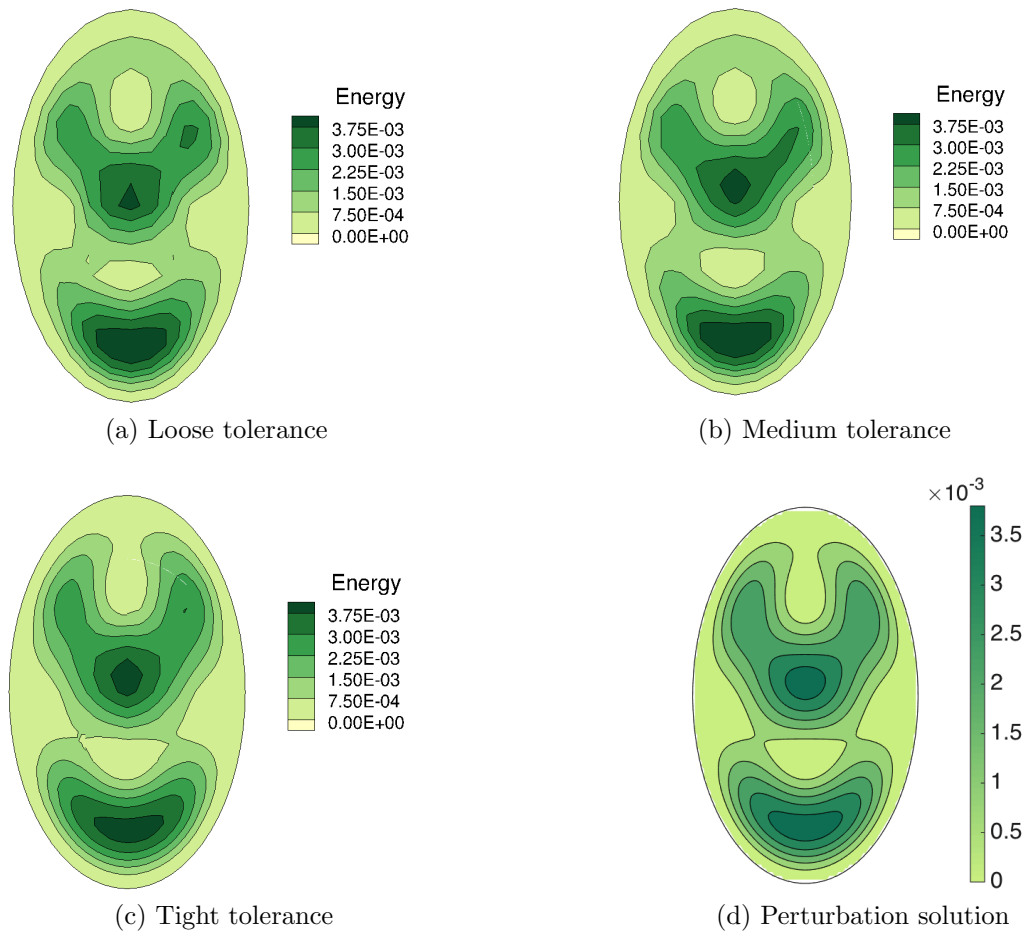 Energy
3.75E-03
3.00E-03
2.25E-03
1.50E-03
7.50E-04
0.00E+00
(a) Loose tolerance
Energy
3.75E-03
3.00E-03
2.25E-03
1.50E-03
7.50E-04
0.00E+00
(b) Medium tolerance
Energy
3.75E-03
3.00E-03
2.25E-03
1.50E-03
7.50E-04
0.00E+00
(c) Tight tolerance
×10⁻³
3.5
3
2.5
2
1.5
1
0.5
0
(d) Perturbation solution